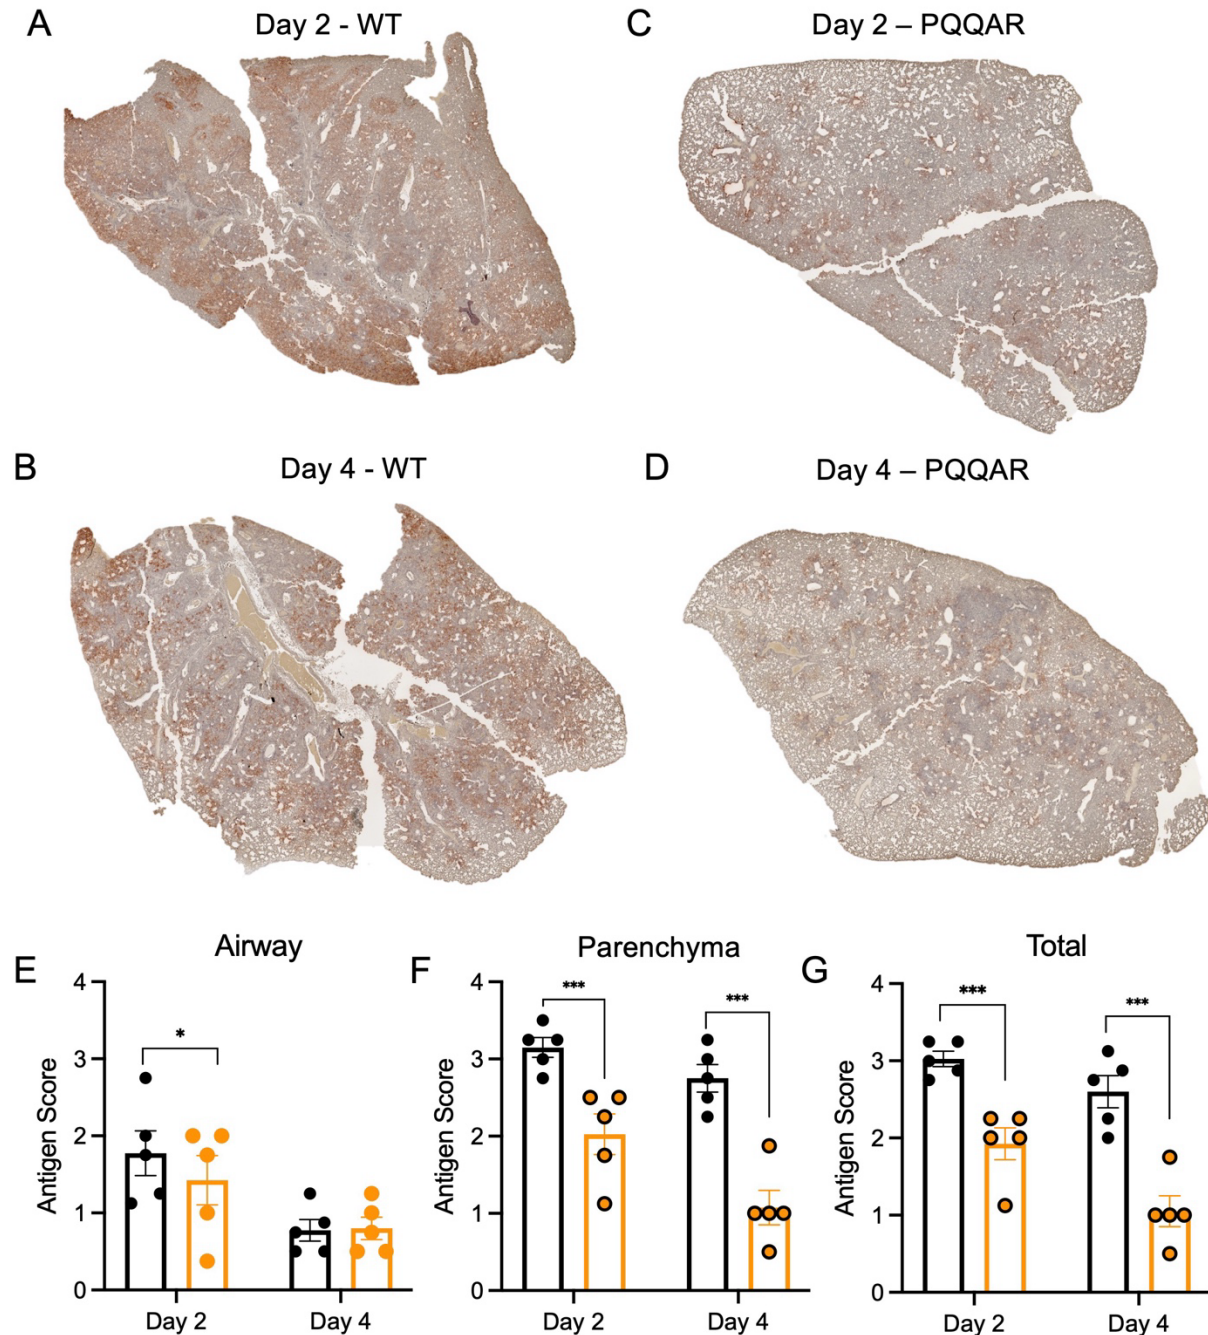 A
Day 2 - WT
C
Day 2 – PQQAR
B
Day 4 - WT
D
Day 4 – PQQAR
E
Airway
Antigen Score
4
3
2
1
0
*
Day 2
Day 4
F
Parenchyma
Antigen Score
4
3
2
1
0
***
***
Day 2
Day 4
G
Total
Antigen Score
4
3
2
1
0
***
***
Day 2
Day 4